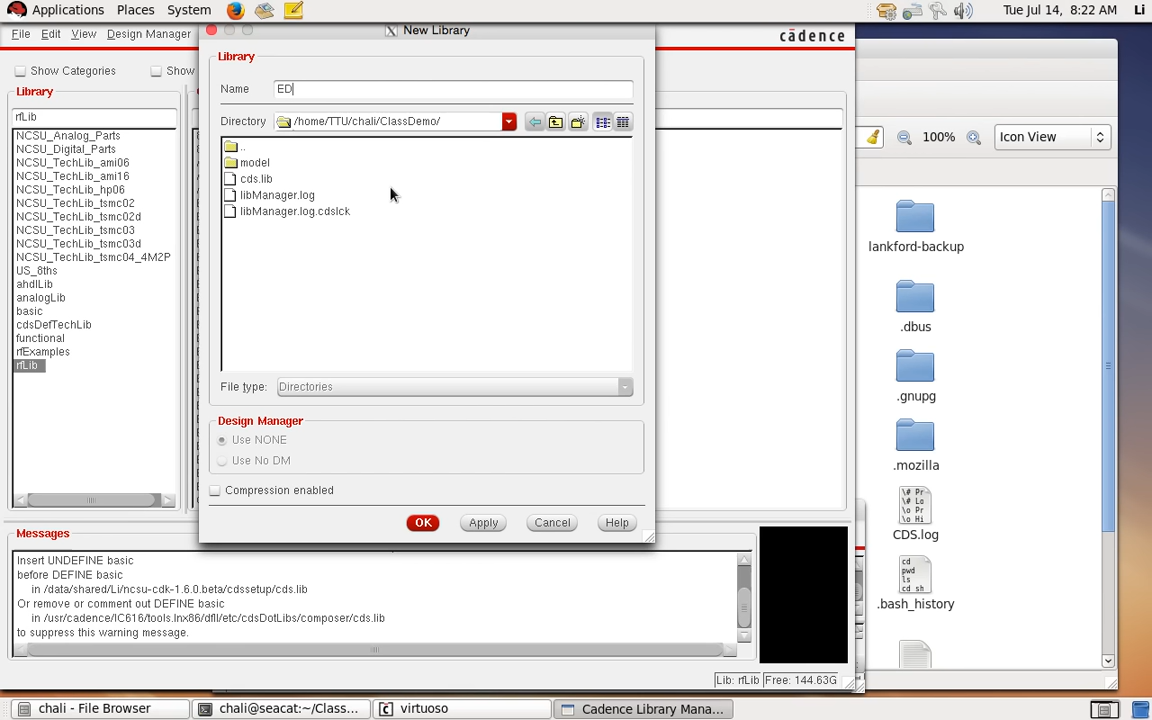 Applications Places System Tue Jul 14, 8:22 AM Li
File Edit View Design Manager
New Library
cādence
Show Categories
Show
Library
rfLib
NCSU_Analog_Parts
NCSU_Digital_Parts
NCSU_TechLib_ami06
NCSU_TechLib_ami16
NCSU_TechLib_hp06
NCSU_TechLib_tsmc02
NCSU_TechLib_tsmc02d
NCSU_TechLib_tsmc03
NCSU_TechLib_tsmc03d
NCSU_TechLib_tsmc04_4M2P
US_8ths
ahdlLib
analogLib
basic
cdsDefTechLib
functional
rfExamples
rfLib
Library
Name ED
Directory /home/TTU/chali/ClassDemo/
..
model
cds.lib
libManager.log
libManager.log.cdslck
File type: Directories
Design Manager
Use NONE
Use No DM
Compression enabled
OK Apply Cancel Help
Messages
Insert UNDEFINE basic
before DEFINE basic
in /data/shared/Li/ncsu-cdk-1.6.0.beta/cdssetup/cds.lib
Or remove or comment out DEFINE basic
in /usr/cadence/IC616/tools.lnx86/dfII/etc/cdsDotLibs/composer/cds.lib
to suppress this warning message.
Lib: rfLib Free: 144.63G
100% Icon View
lankford-backup
.dbus
.gnupg
.mozilla
CDS.log
cd
pwd
ls
cd sh
.bash_history
chali - File Browser
chali@seacat:~/Class...
virtuoso
Cadence Library Mana...